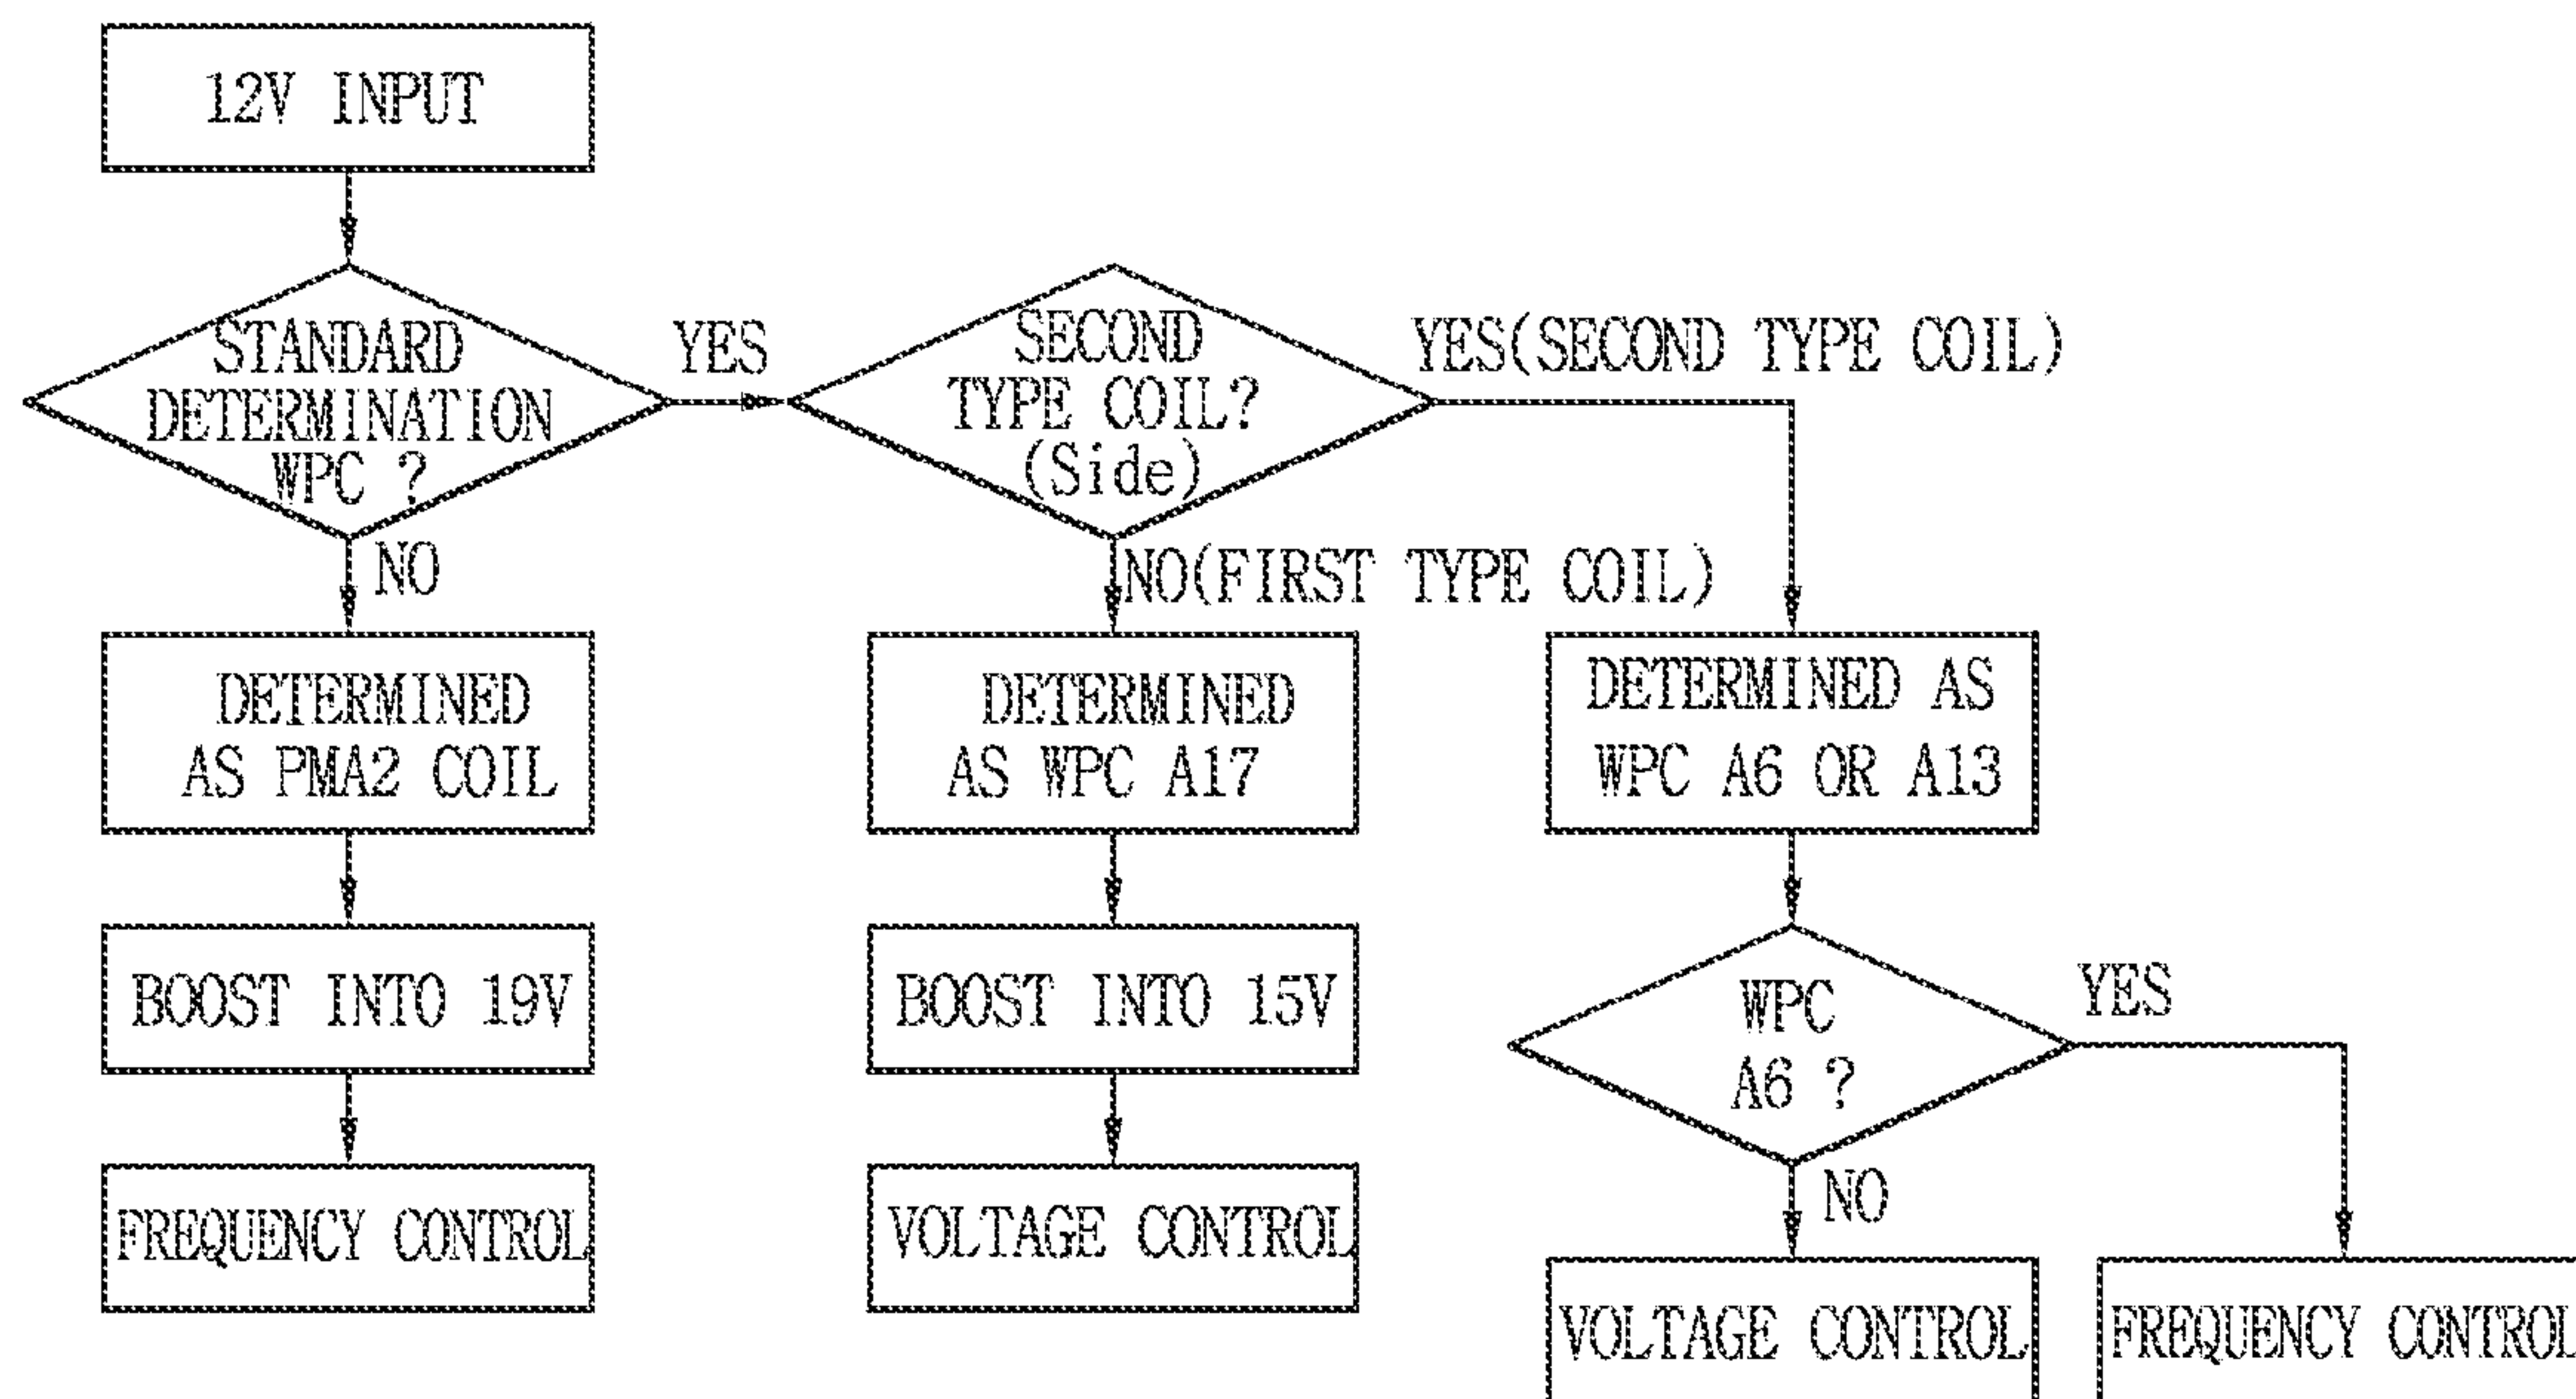 12V INPUT
STANDARD
DETERMINATION
WPC ?
YES
SECOND
TYPE COIL?
(Side)
YES(SECOND TYPE COIL)
NO
NO(FIRST TYPE COIL)
DETERMINED
AS PMA2 COIL
DETERMINED
AS WPC A17
DETERMINED AS
WPC A6 OR A13
BOOST INTO 19V
BOOST INTO 15V
WPC
A6 ?
YES
NO
FREQUENCY CONTROL
VOLTAGE CONTROL
VOLTAGE CONTROL
FREQUENCY CONTROL